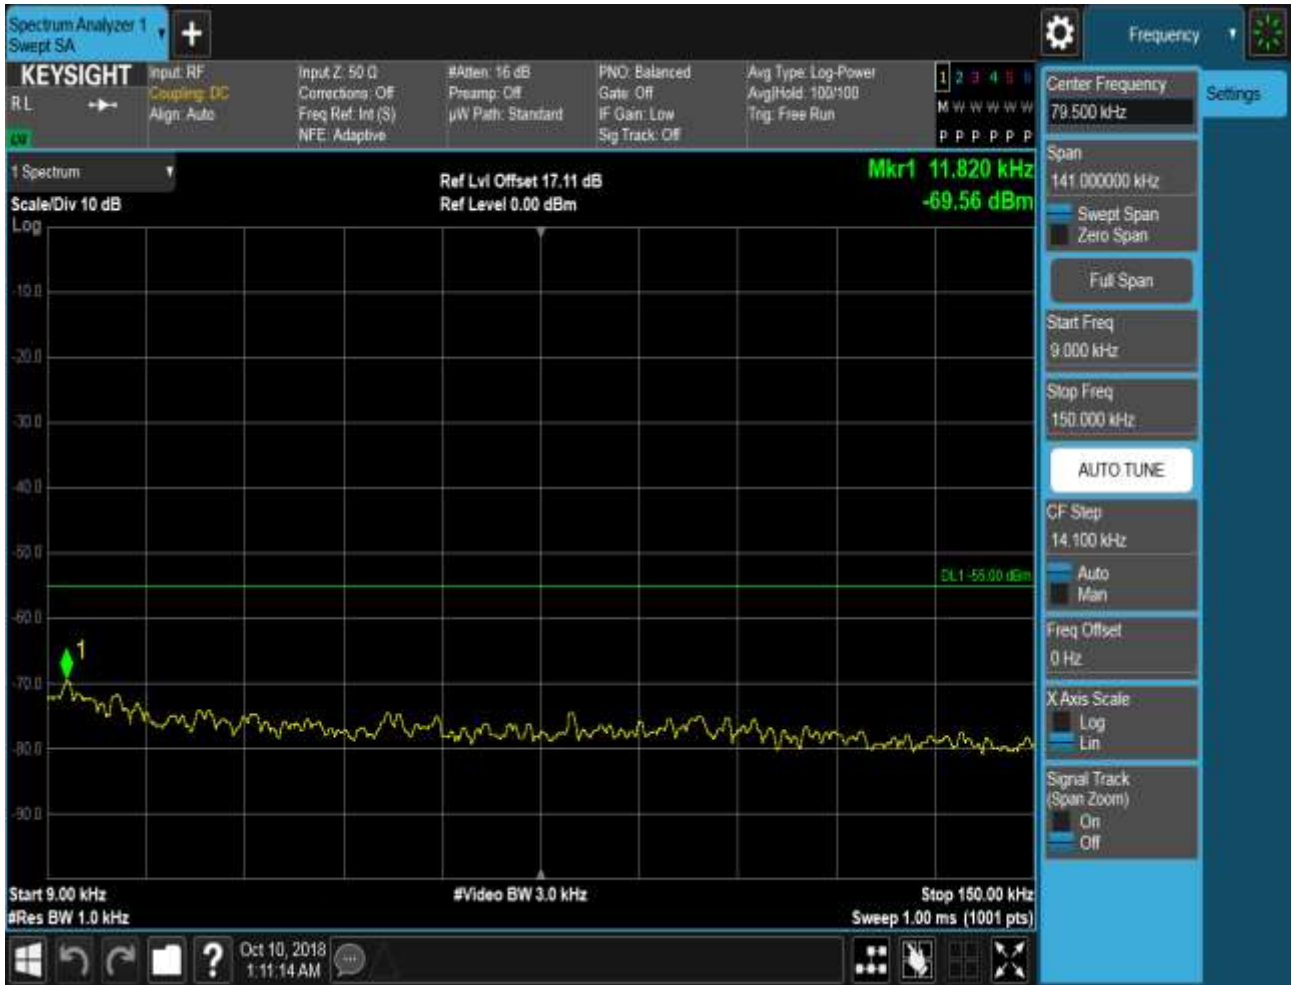 Spectrum Analyzer 1
Swept SA
Frequency
KEYSIGHT
RL
Input: RF
Coupling: DC
Align: Auto
Input Z: 50 Ω
Corrections: Off
Freq Ref: Int (S)
NFE: Adaptive
#Atten: 16 dB
Preamp: Off
µW Path: Standard
PNO: Balanced
Gate: Off
IF Gain: Low
Sig Track: Off
Avg Type: Log-Power
Avg|Hold: 100/100
Trig: Free Run
1 2 3 4 5 6
M W W W W W
P P P P P P
1 Spectrum
Scale/Div 10 dB
Log
Ref Lvl Offset 17.11 dB
Ref Level 0.00 dBm
Mkr1 11.820 kHz
-69.56 dBm
-10.0
-20.0
-30.0
-40.0
-50.0
-60.0
-70.0
-80.0
-90.0
DL1 -55.00 dBm
1
Start 9.00 kHz
#Res BW 1.0 kHz
#Video BW 3.0 kHz
Stop 150.00 kHz
Sweep 1.00 ms (1001 pts)
Center Frequency
79.500 kHz
Settings
Span
141.000000 kHz
Swept Span
Zero Span
Full Span
Start Freq
9.000 kHz
Stop Freq
150.000 kHz
AUTO TUNE
CF Step
14.100 kHz
Auto
Man
Freq Offset
0 Hz
X Axis Scale
Log
Lin
Signal Track
(Span Zoom)
On
Off
?
Oct 10, 2018
1:11:14 AM